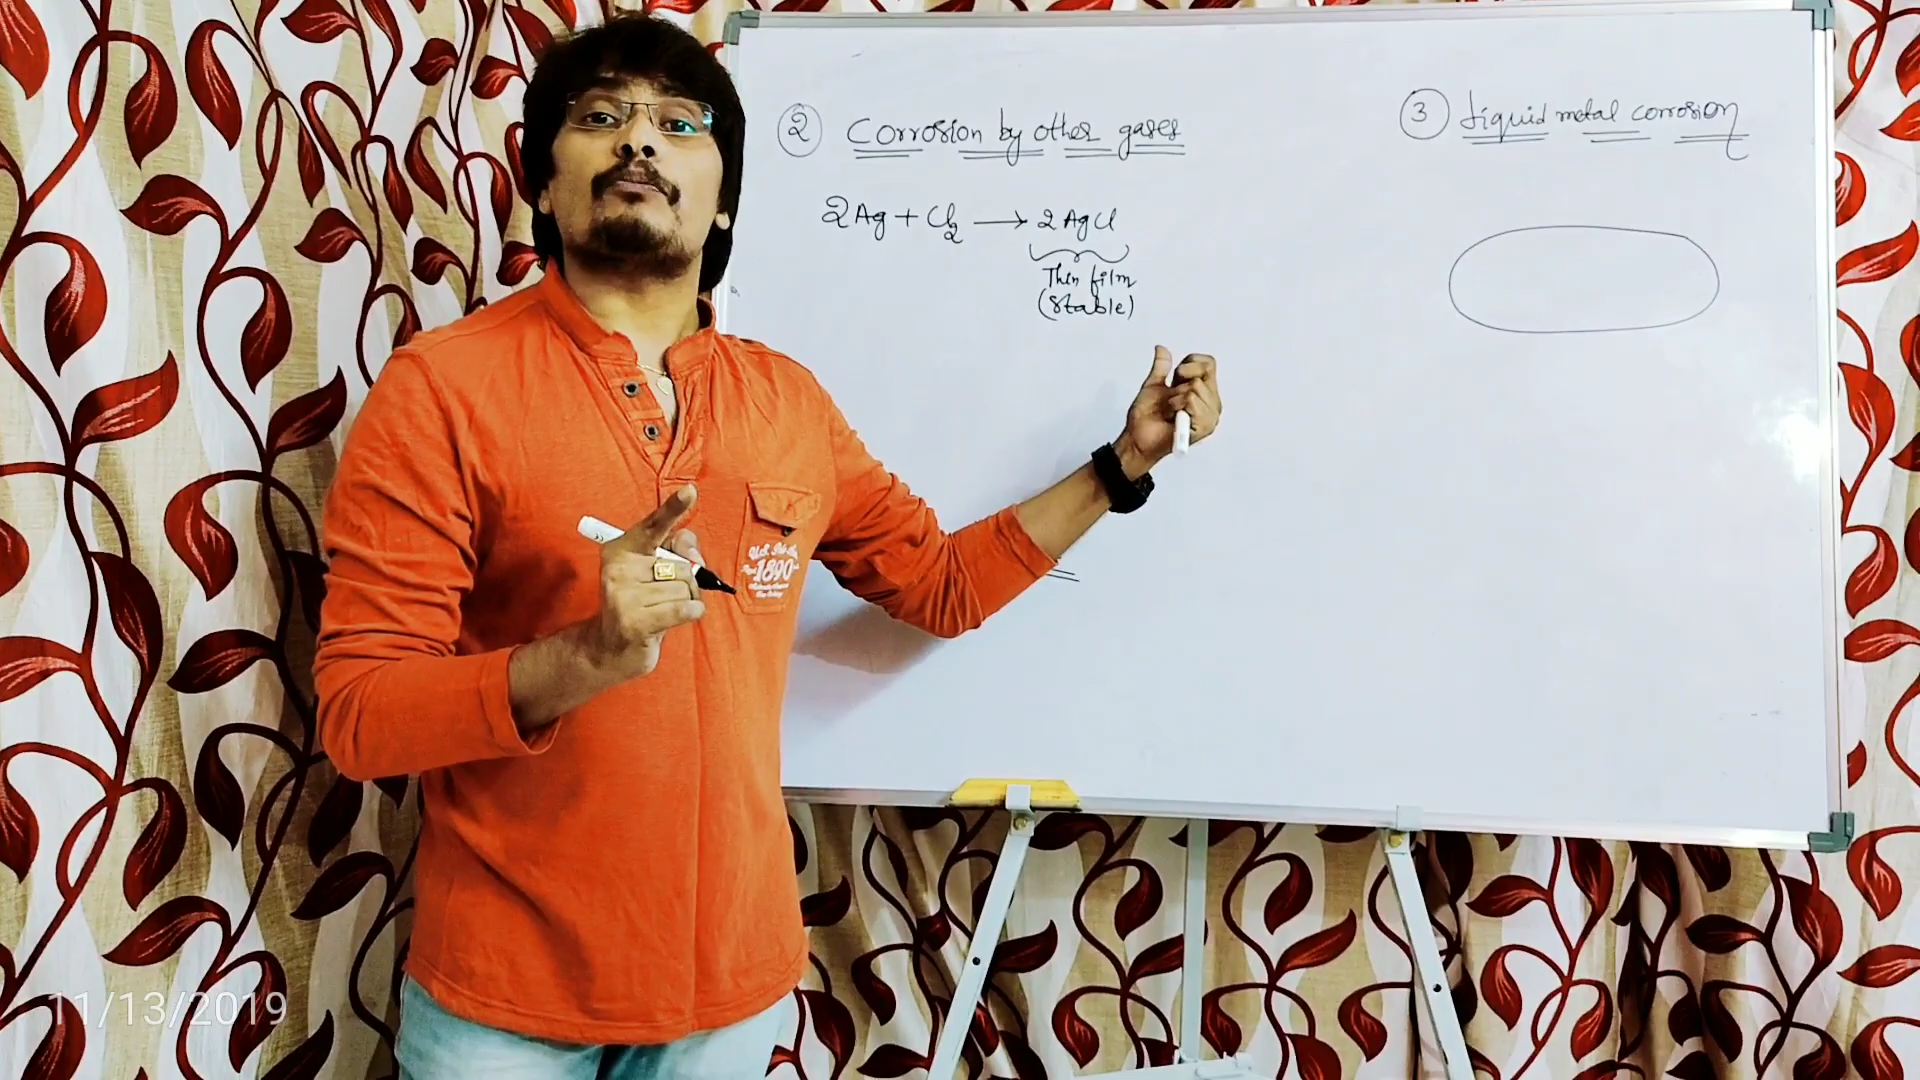 ② Corrosion by other gases
2Ag + Cl₂ → 2AgCl
Thin film
(Stable)
③ Liquid metal corrosion
1890
11/13/2019